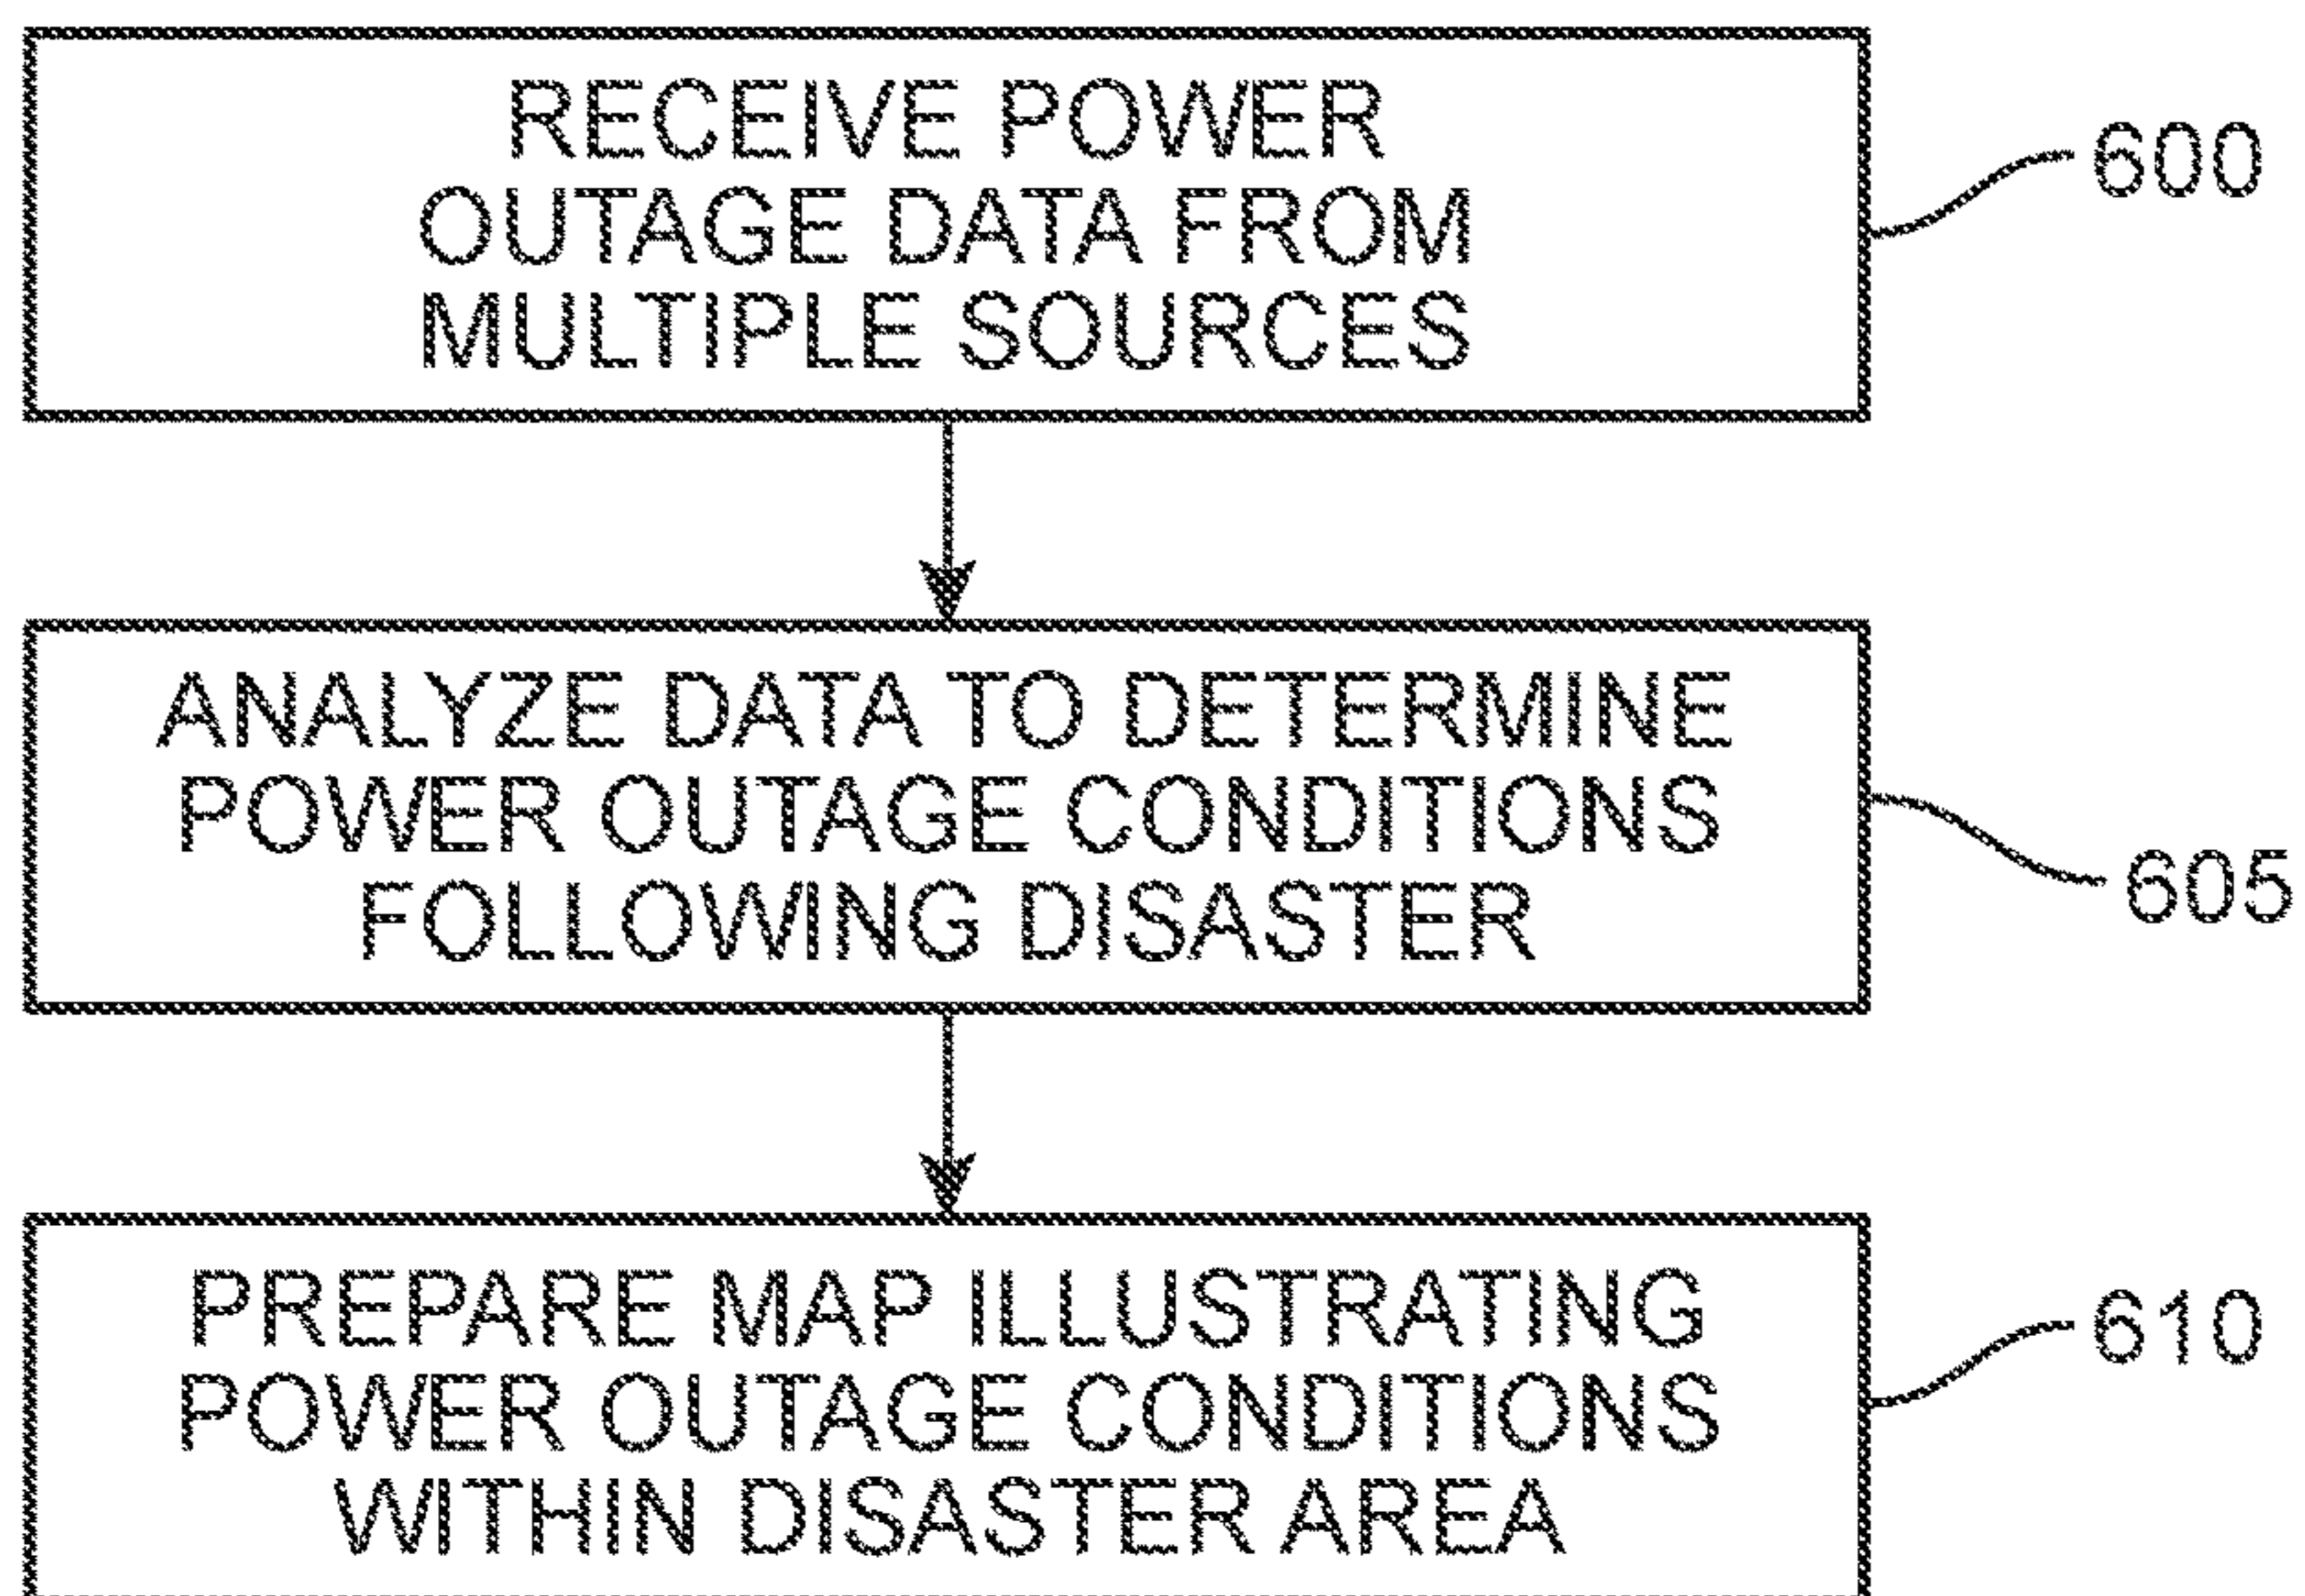 RECEIVE POWER
OUTAGE DATA FROM
MULTIPLE SOURCES
600
ANALYZE DATA TO DETERMINE
POWER OUTAGE CONDITIONS
FOLLOWING DISASTER
605
PREPARE MAP ILLUSTRATING
POWER OUTAGE CONDITIONS
WITHIN DISASTER AREA
610